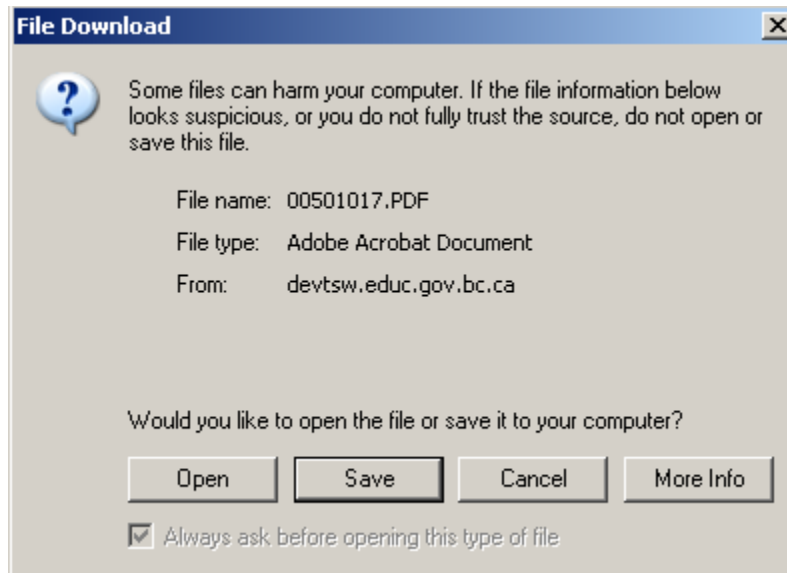 File Download
Some files can harm your computer. If the file information below
looks suspicious, or you do not fully trust the source, do not open or
save this file.
File name: 00501017.PDF
File type: Adobe Acrobat Document
From: devtsw.educ.gov.bc.ca
Would you like to open the file or save it to your computer?
Open Save Cancel More Info
Always ask before opening this type of file